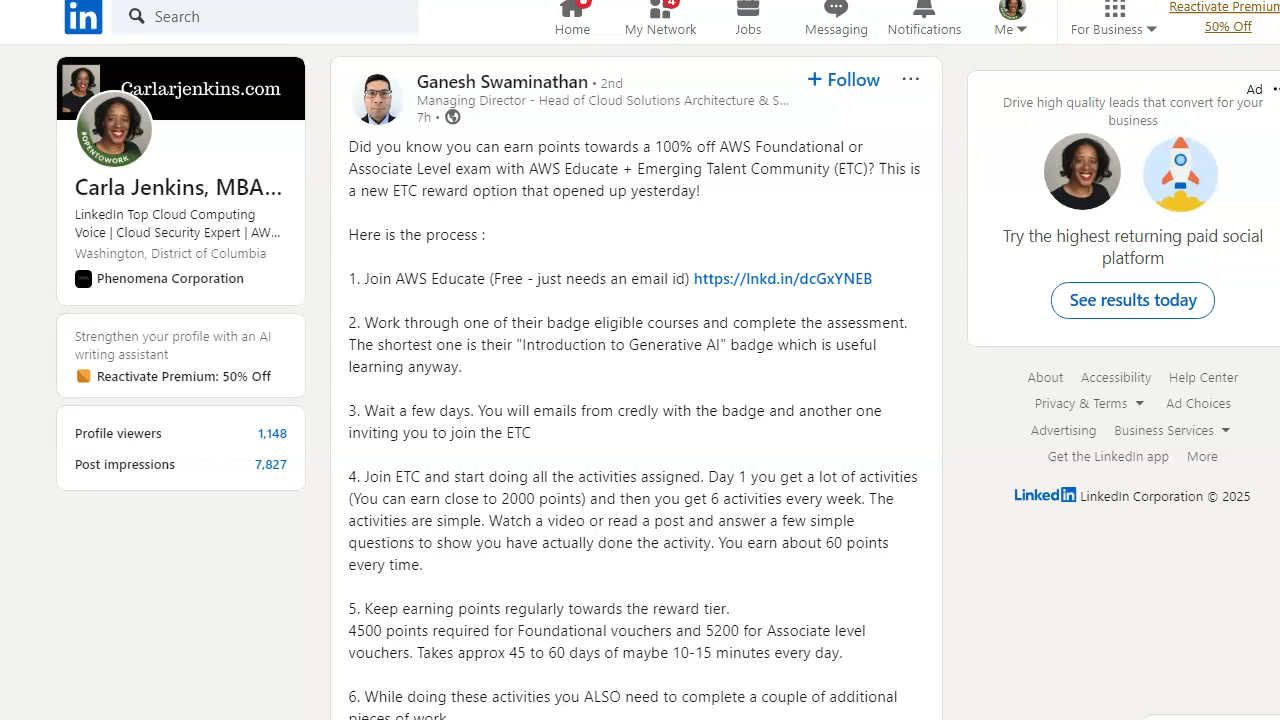 in
Search
4
Home
My Network
Jobs
Messaging
Notifications
Me
For Business
Reactivate Premium
50% Off
Carlarjenkins.com
#OPENTOWORK
Carla Jenkins, MBA...
LinkedIn Top Cloud Computing
Voice | Cloud Security Expert | AW...
Washington, District of Columbia
Phenomena Corporation
Strengthen your profile with an AI
writing assistant
Reactivate Premium: 50% Off
Profile viewers 1,148
Post impressions 7,827
Ganesh Swaminathan • 2nd
Managing Director - Head of Cloud Solutions Architecture & S...
7h •
+ Follow
Did you know you can earn points towards a 100% off AWS Foundational or
Associate Level exam with AWS Educate + Emerging Talent Community (ETC)? This is
a new ETC reward option that opened up yesterday!
Here is the process :
1. Join AWS Educate (Free - just needs an email id) https://lnkd.in/dcGxYNEB
2. Work through one of their badge eligible courses and complete the assessment.
The shortest one is their "Introduction to Generative AI" badge which is useful
learning anyway.
3. Wait a few days. You will emails from credly with the badge and another one
inviting you to join the ETC
4. Join ETC and start doing all the activities assigned. Day 1 you get a lot of activities
(You can earn close to 2000 points) and then you get 6 activities every week. The
activities are simple. Watch a video or read a post and answer a few simple
questions to show you have actually done the activity. You earn about 60 points
every time.
5. Keep earning points regularly towards the reward tier.
4500 points required for Foundational vouchers and 5200 for Associate level
vouchers. Takes approx 45 to 60 days of maybe 10-15 minutes every day.
6. While doing these activities you ALSO need to complete a couple of additional
pieces of work
Ad
Drive high quality leads that convert for your
business
Try the highest returning paid social
platform
See results today
About Accessibility Help Center
Privacy & Terms Ad Choices
Advertising Business Services
Get the LinkedIn app More
LinkedIn LinkedIn Corporation © 2025